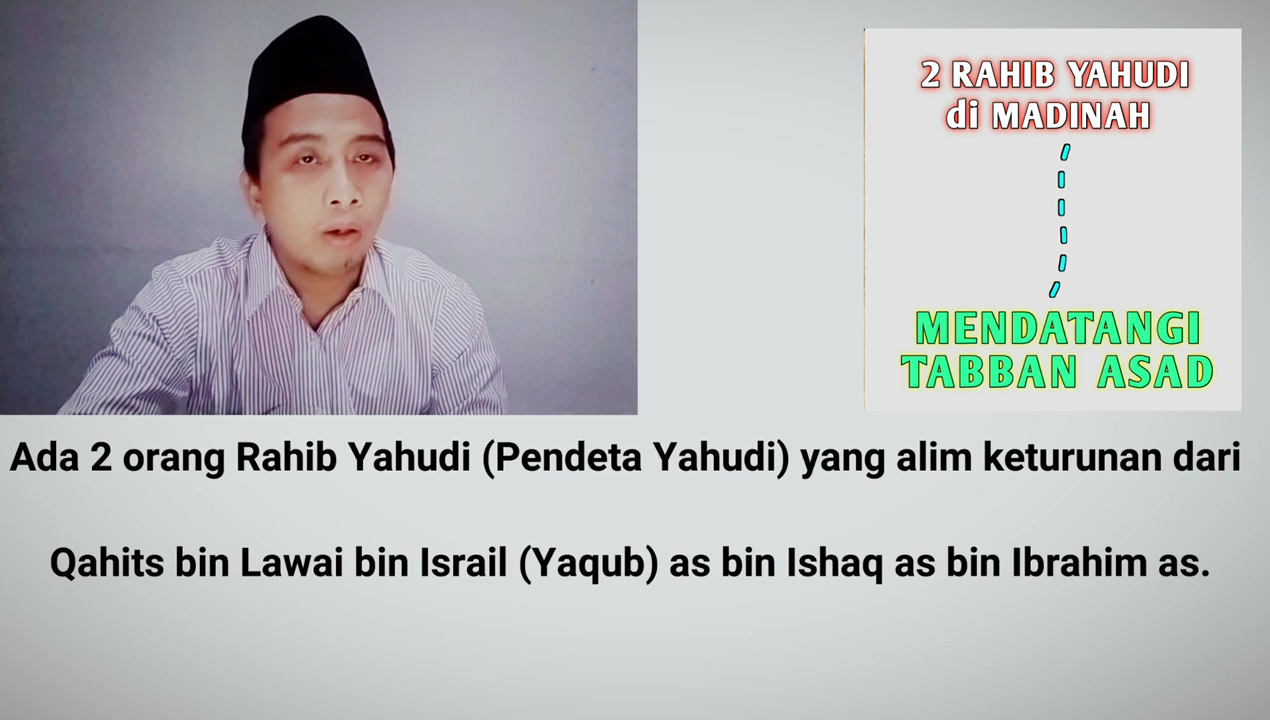 2 RAHIB YAHUDI
di MADINAH
MENDATANGI
TABBAN ASAD
Ada 2 orang Rahib Yahudi (Pendeta Yahudi) yang alim keturunan dari
Qahits bin Lawai bin Israil (Yaqub) as bin Ishaq as bin Ibrahim as.